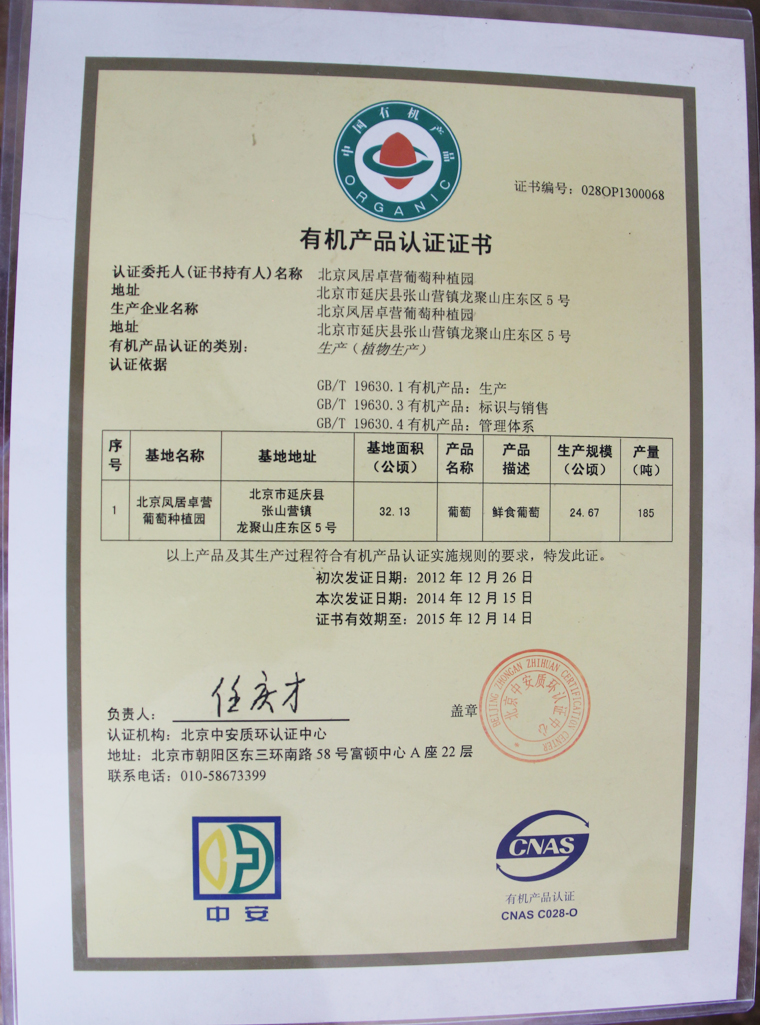 中国有机产品
ORGANIC
证书编号：028OP1300068
有机产品认证证书
认证委托人(证书持有人)名称 北京凤居卓营葡萄种植园
地址 北京市延庆县张山营镇龙聚山庄东区5号
生产企业名称 北京凤居卓营葡萄种植园
地址 北京市延庆县张山营镇龙聚山庄东区5号
有机产品认证的类别： 生产（植物生产）
认证依据
GB/T 19630.1有机产品：生产
GB/T 19630.3有机产品：标识与销售
GB/T 19630.4有机产品：管理体系
序号 基地名称 基地地址 基地面积（公顷） 产品名称 产品描述 生产规模（公顷） 产量（吨）
1 北京凤居卓营葡萄种植园 北京市延庆县张山营镇龙聚山庄东区5号 32.13 葡萄 鲜食葡萄 24.67 185
以上产品及其生产过程符合有机产品认证实施规则的要求，特发此证。
初次发证日期：2012年12月26日
本次发证日期：2014年12月15日
证书有效期至：2015年12月14日
负责人： 任庆才
盖章
BEIJING ZHONGAN ZHIHUAN CERTIFICATION CENTER
北京中安质环认证中心
认证机构：北京中安质环认证中心
地址：北京市朝阳区东三环南路58号富顿中心A座22层
联系电话：010-58673399
中安
CNAS
有机产品认证
CNAS C028-O